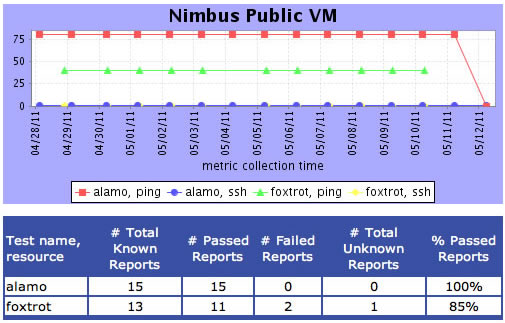 Nimbus Public VM
75
50
25
0
04/28/11 04/29/11 04/30/11 05/01/11 05/02/11 05/03/11 05/04/11 05/05/11 05/06/11 05/07/11 05/08/11 05/09/11 05/10/11 05/11/11 05/12/11
metric collection time
alamo, ping alamo, ssh foxtrot, ping foxtrot, ssh
Test name, resource # Total Known Reports # Passed Reports # Failed Reports # Total Unknown Reports % Passed Reports
alamo 15 15 0 0 100%
foxtrot 13 11 2 1 85%